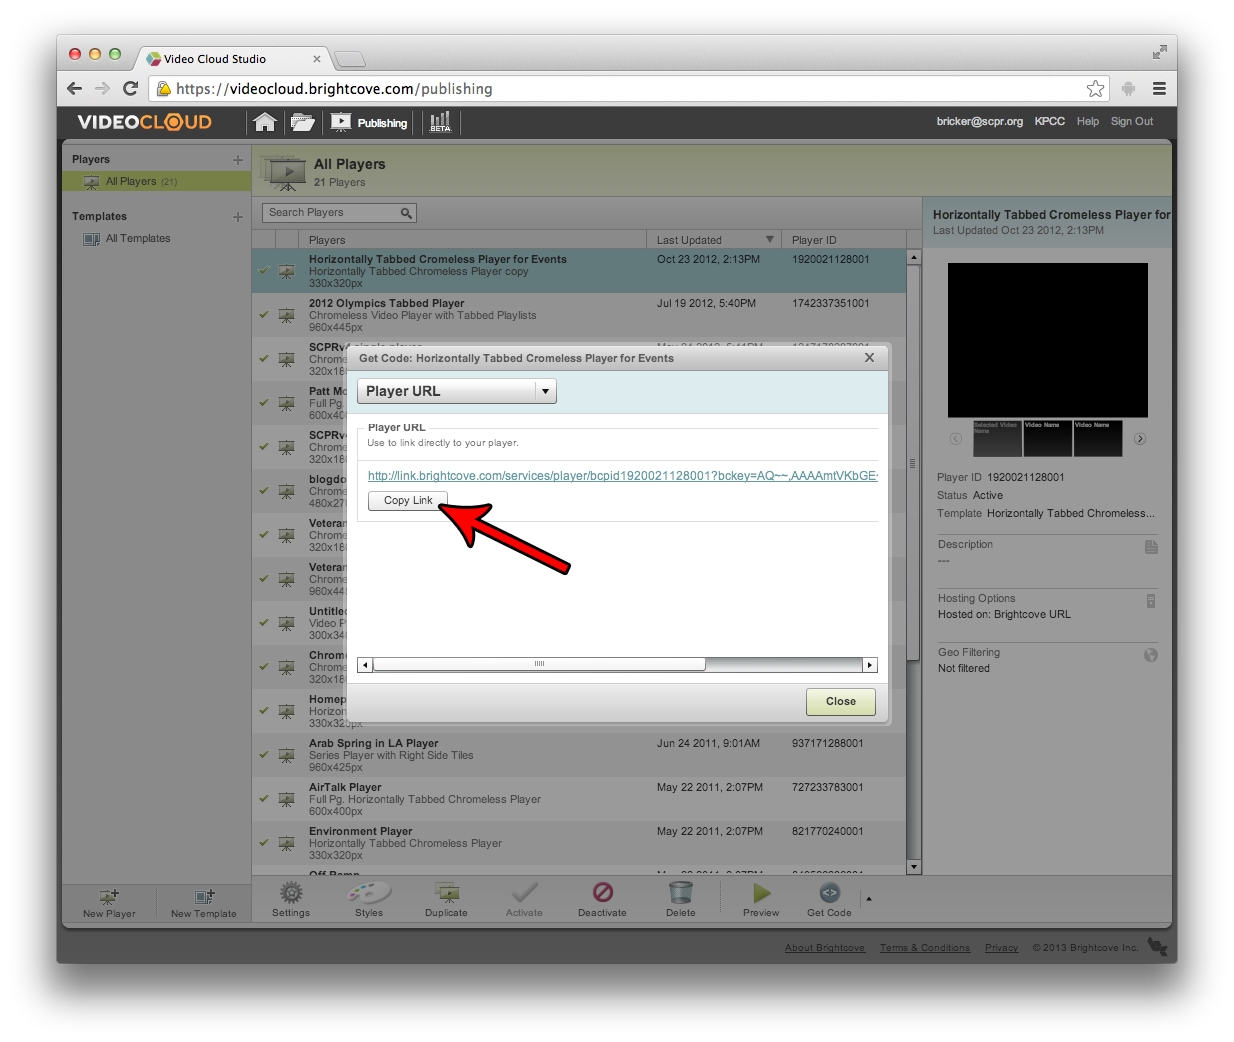 Video Cloud Studio
https://videocloud.brightcove.com/publishing
VIDEOCLOUD
Publishing
BETA
bricker@scpr.org KPCC Help Sign Out
Players
All Players (21)
Templates
All Templates
All Players
21 Players
Search Players
Players Last Updated Player ID
Horizontally Tabbed Cromeless Player for Events Oct 23 2012, 2:13PM 1920021128001
Horizontally Tabbed Chromeless Player copy
330x320px
2012 Olympics Tabbed Player Jul 19 2012, 5:40PM 1742337351001
Chromeless Video Player with Tabbed Playlists
960x445px
Chrome
320x18
Patt Mo
Full Pg.
600x40
SCPRv4
Chrome
320x18
blogdo
Chrome
480x27
Veteran
Chrome
320x18
Veteran
Chrome
960x44
Untitled
Video P
300x34
Chrome
Chrome
320x18
Homep
Horizon
330x320px
Arab Spring in LA Player Jun 24 2011, 9:01AM 937171288001
Series Player with Right Side Tiles
960x425px
AirTalk Player May 22 2011, 2:07PM 727233783001
Full Pg. Horizontally Tabbed Chromeless Player
600x400px
Environment Player May 22 2011, 2:07PM 821770240001
Horizontally Tabbed Chromeless Player
330x320px
Off Ramp
Get Code: Horizontally Tabbed Cromeless Player for Events
Player URL
Player URL
Use to link directly to your player.
http://link.brightcove.com/services/player/bcpid1920021128001?bckey=AQ~~,AAAAmtVKbGE~
Copy Link
Close
Horizontally Tabbed Cromeless Player for
Last Updated Oct 23 2012, 2:13PM
Selected Video Name
Video Name
Video Name
Player ID 1920021128001
Status Active
Template Horizontally Tabbed Chromeless...
Description
---
Hosting Options
Hosted on: Brightcove URL
Geo Filtering
Not filtered
New Player
New Template
Settings
Styles
Duplicate
Activate
Deactivate
Delete
Preview
Get Code
About Brightcove Terms & Conditions Privacy © 2013 Brightcove Inc.